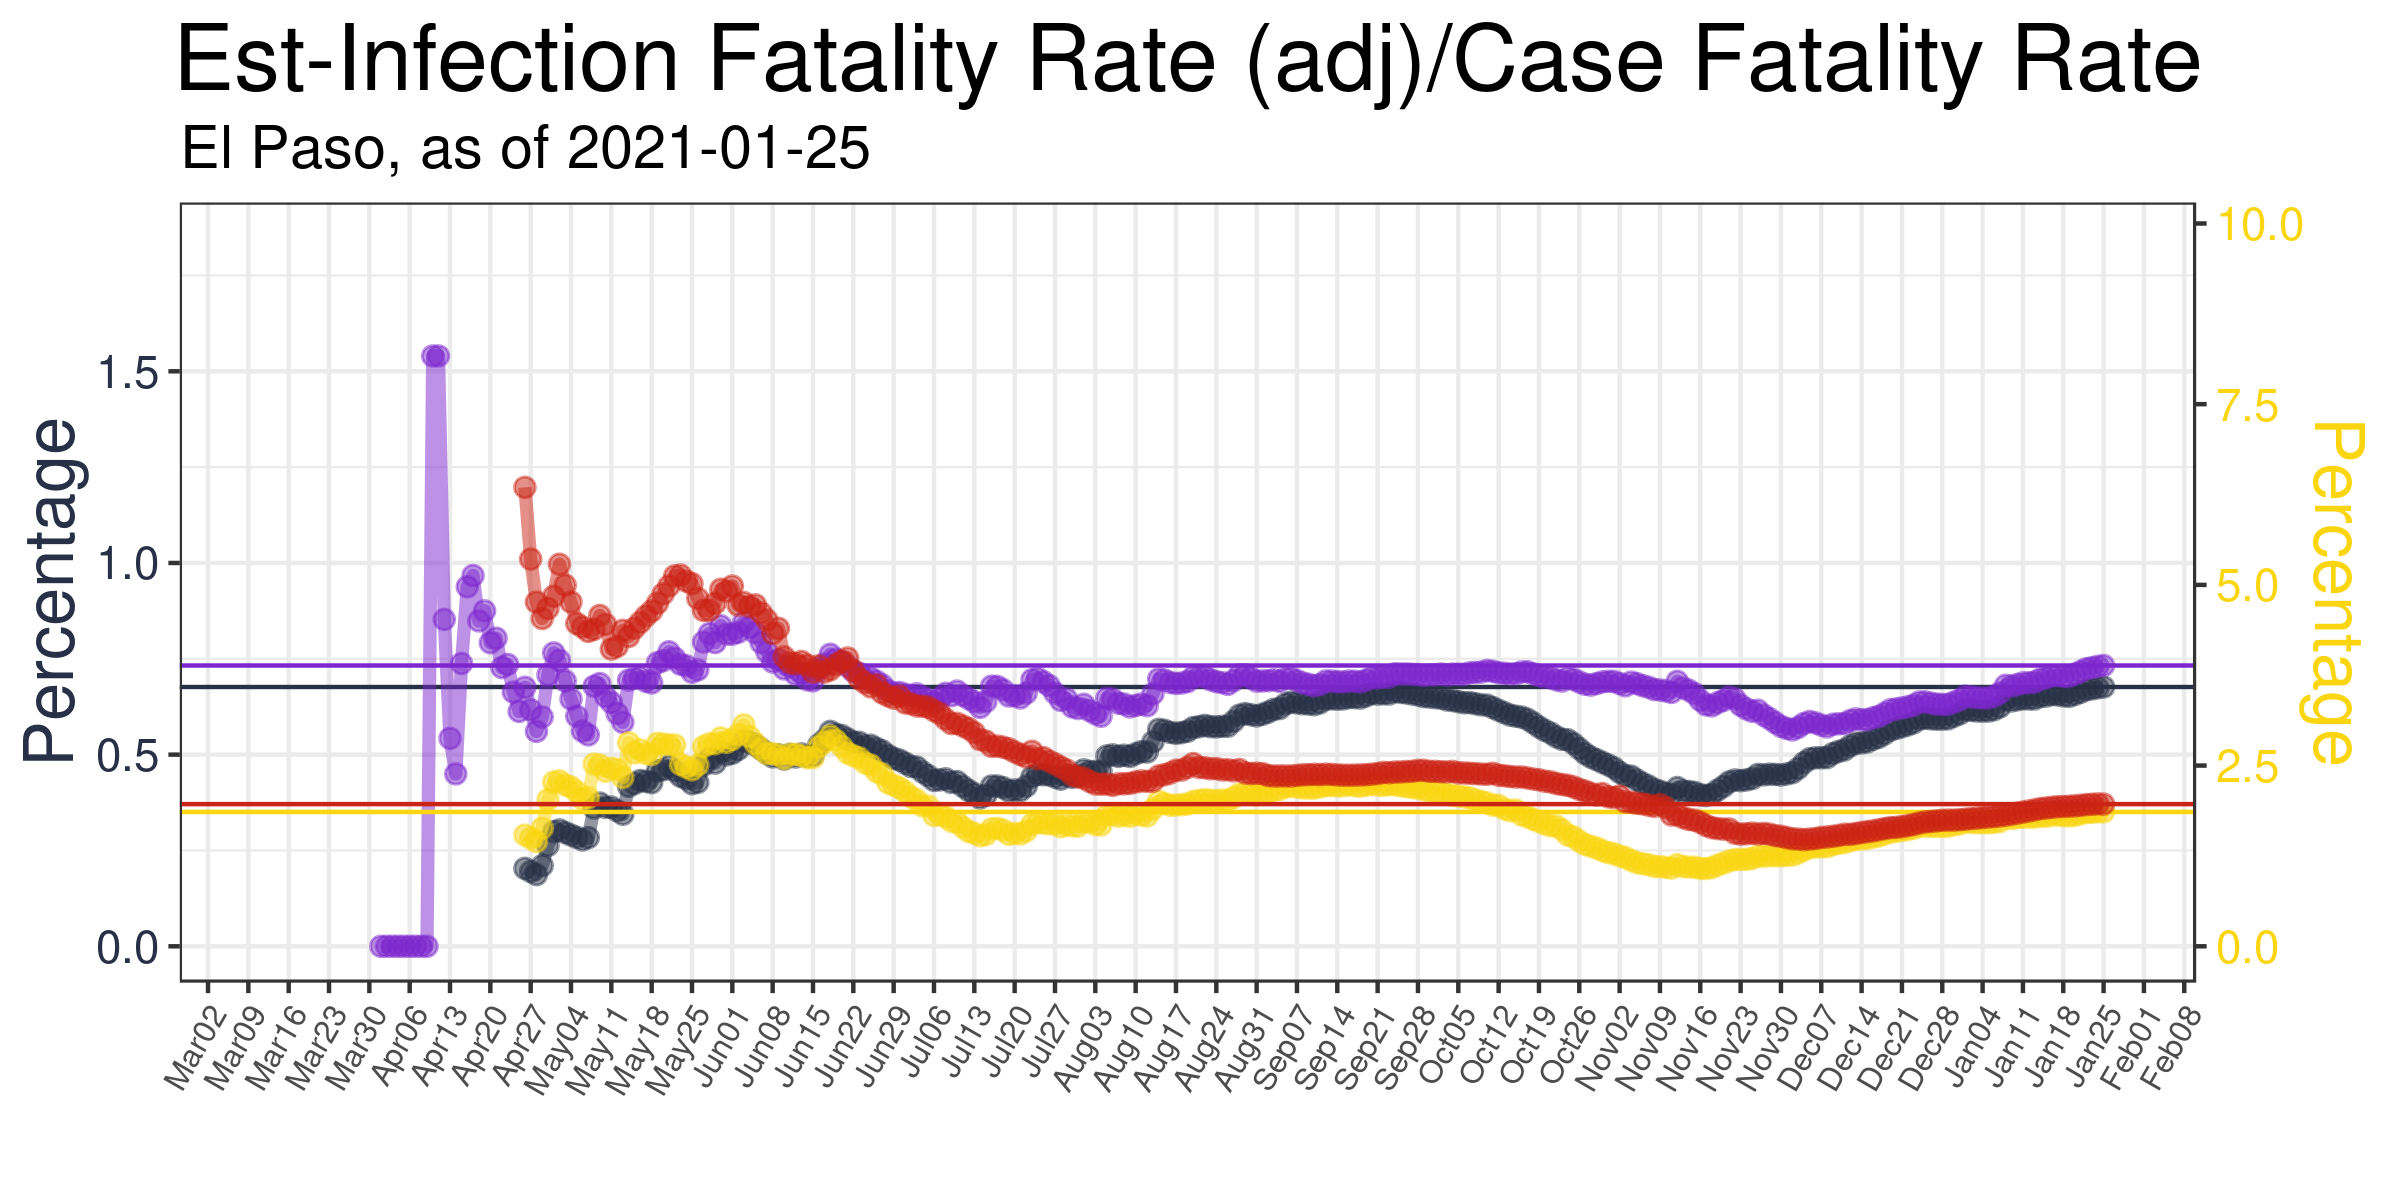 Est-Infection Fatality Rate (adj)/Case Fatality Rate
El Paso, as of 2021-01-25
Percentage
1.5
1.0
0.5
0.0
10.0
7.5
5.0
2.5
0.0
Percentage
Mar02 Mar09 Mar16 Mar23 Mar30 Apr06 Apr13 Apr20 Apr27 May04 May11 May18 May25 Jun01 Jun08 Jun15 Jun22 Jun29 Jul06 Jul13 Jul20 Jul27 Aug03 Aug10 Aug17 Aug24 Aug31 Sep07 Sep14 Sep21 Sep28 Oct05 Oct12 Oct19 Oct26 Nov02 Nov09 Nov16 Nov23 Nov30 Dec07 Dec14 Dec21 Dec28 Jan04 Jan11 Jan18 Jan25 Feb01 Feb08